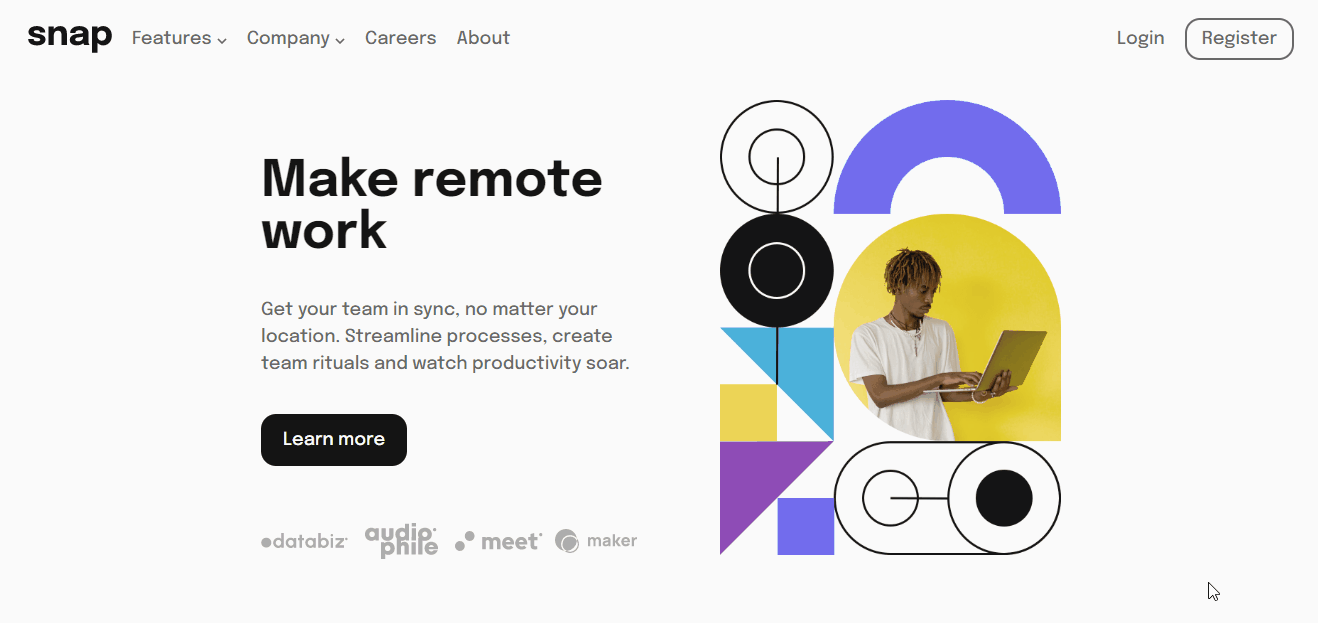 snap Features Company Careers About Login Register
Make remote
work
Get your team in sync, no matter your
location. Streamline processes, create
team rituals and watch productivity soar.
Learn more
databiz audiophile meet maker